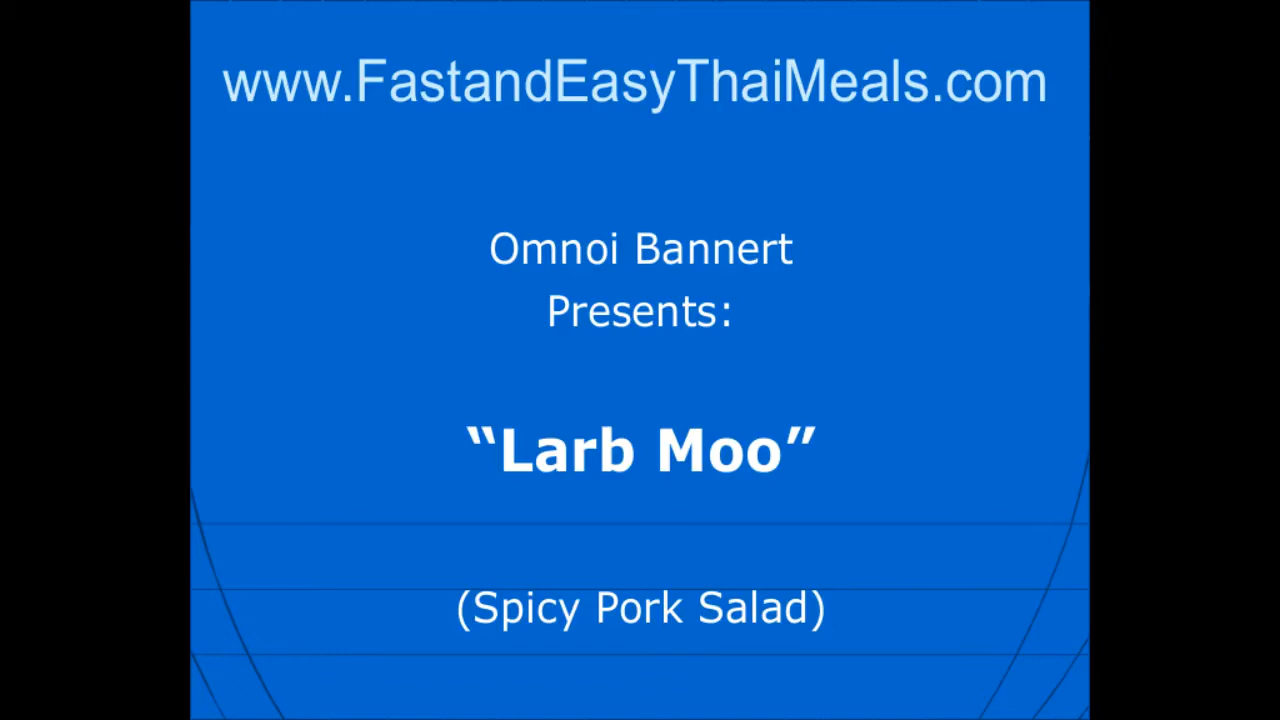 www.FastandEasyThaiMeals.com
Omnoi Bannert
Presents:
“Larb Moo”
(Spicy Pork Salad)